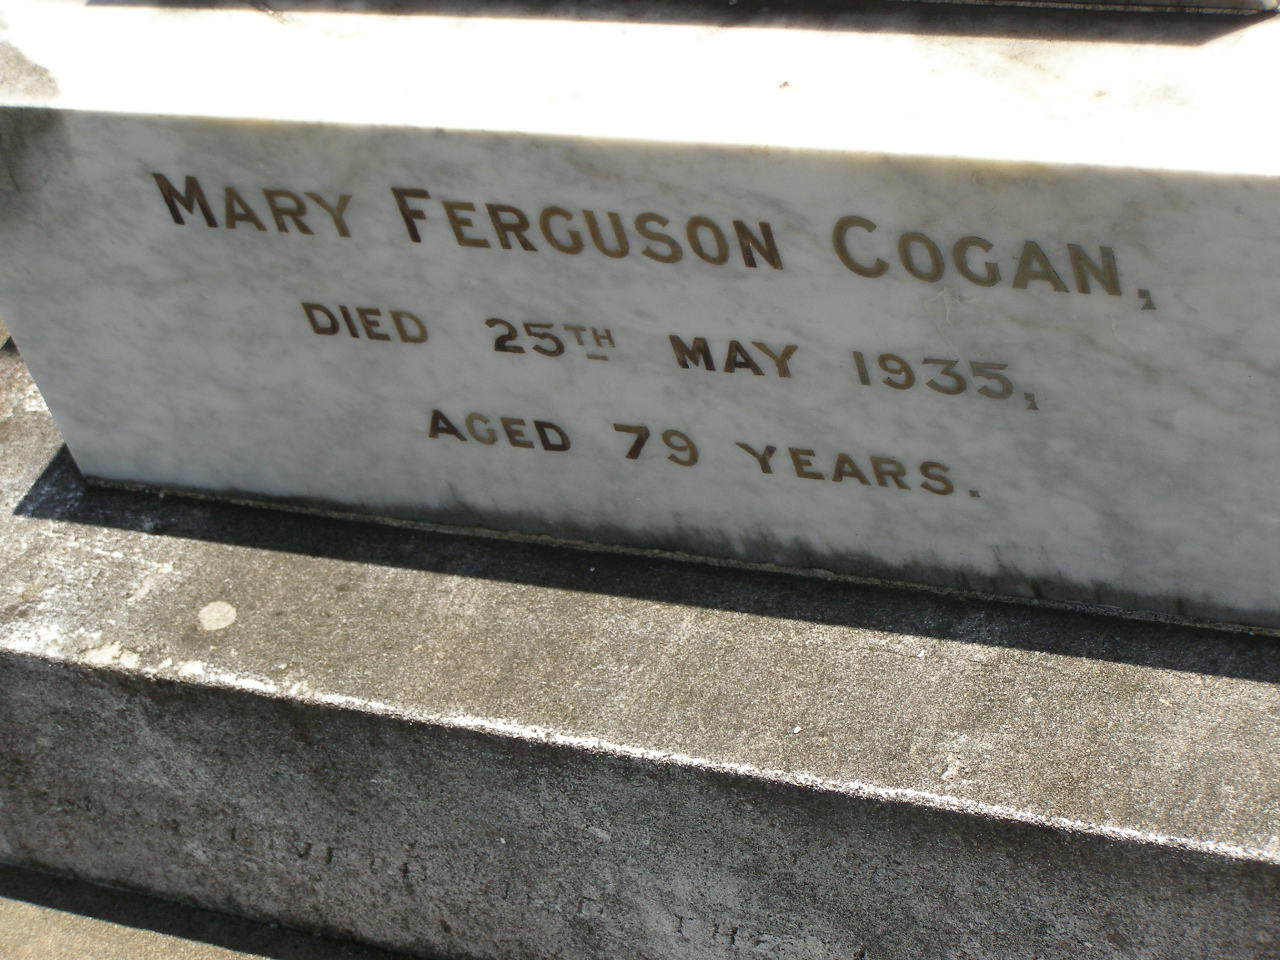 MARY FERGUSON COGAN,
DIED 25TH MAY 1935,
AGED 79 YEARS.